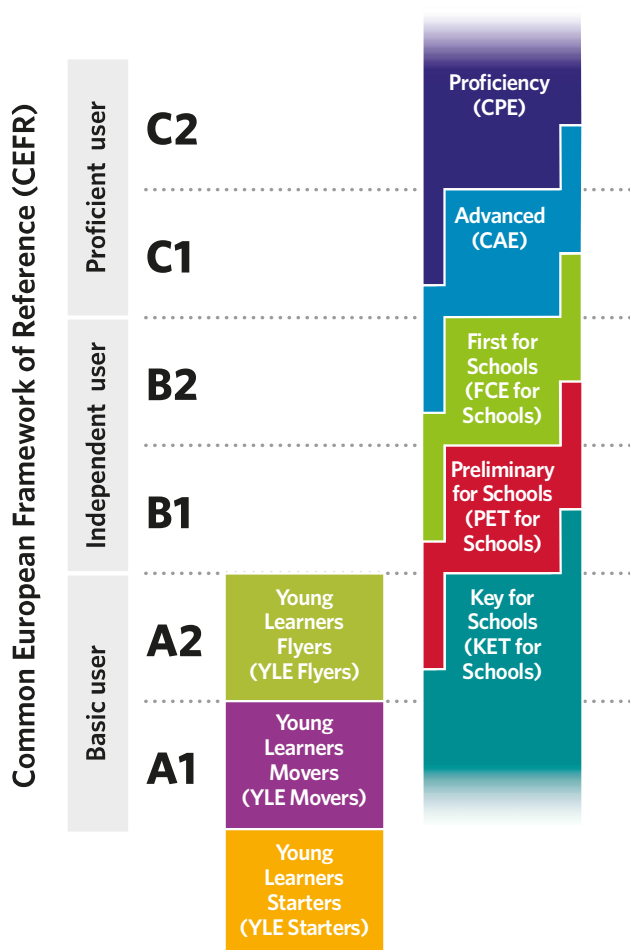 Common European Framework of Reference (CEFR)
Proficient user
Independent user
Basic user
C2
C1
B2
B1
A2
A1
Young
Learners
Flyers
(YLE Flyers)
Young
Learners
Movers
(YLE Movers)
Young
Learners
Starters
(YLE Starters)
Proficiency
(CPE)
Advanced
(CAE)
First for
Schools
(FCE for
Schools)
Preliminary
for Schools
(PET for
Schools)
Key for
Schools
(KET for
Schools)